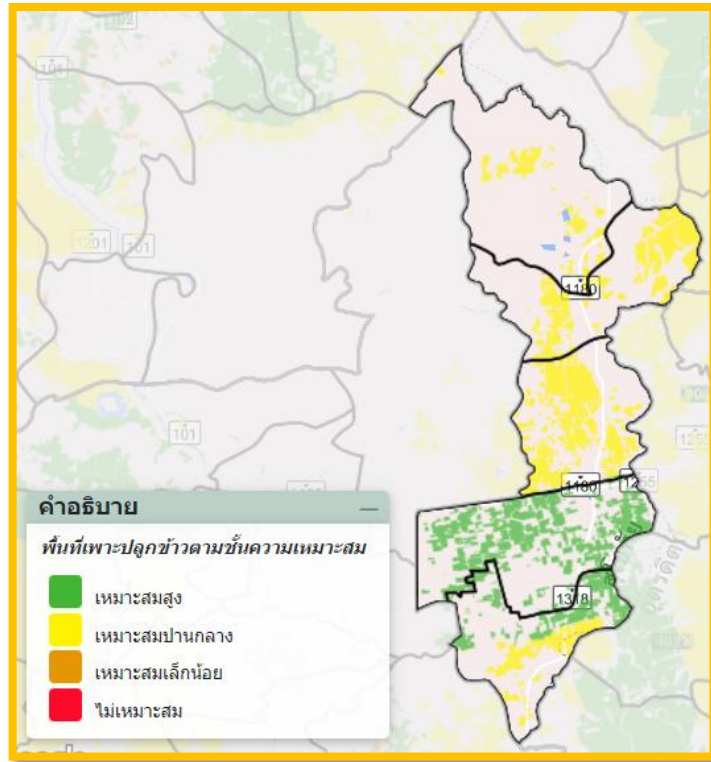 102
101
1201
101
1180
101
1180
1318
คำอธิบาย
พื้นที่เพาะปลูกข้าวตามชั้นความเหมาะสม
เหมาะสมสูง
เหมาะสมปานกลาง
เหมาะสมเล็กน้อย
ไม่เหมาะสม